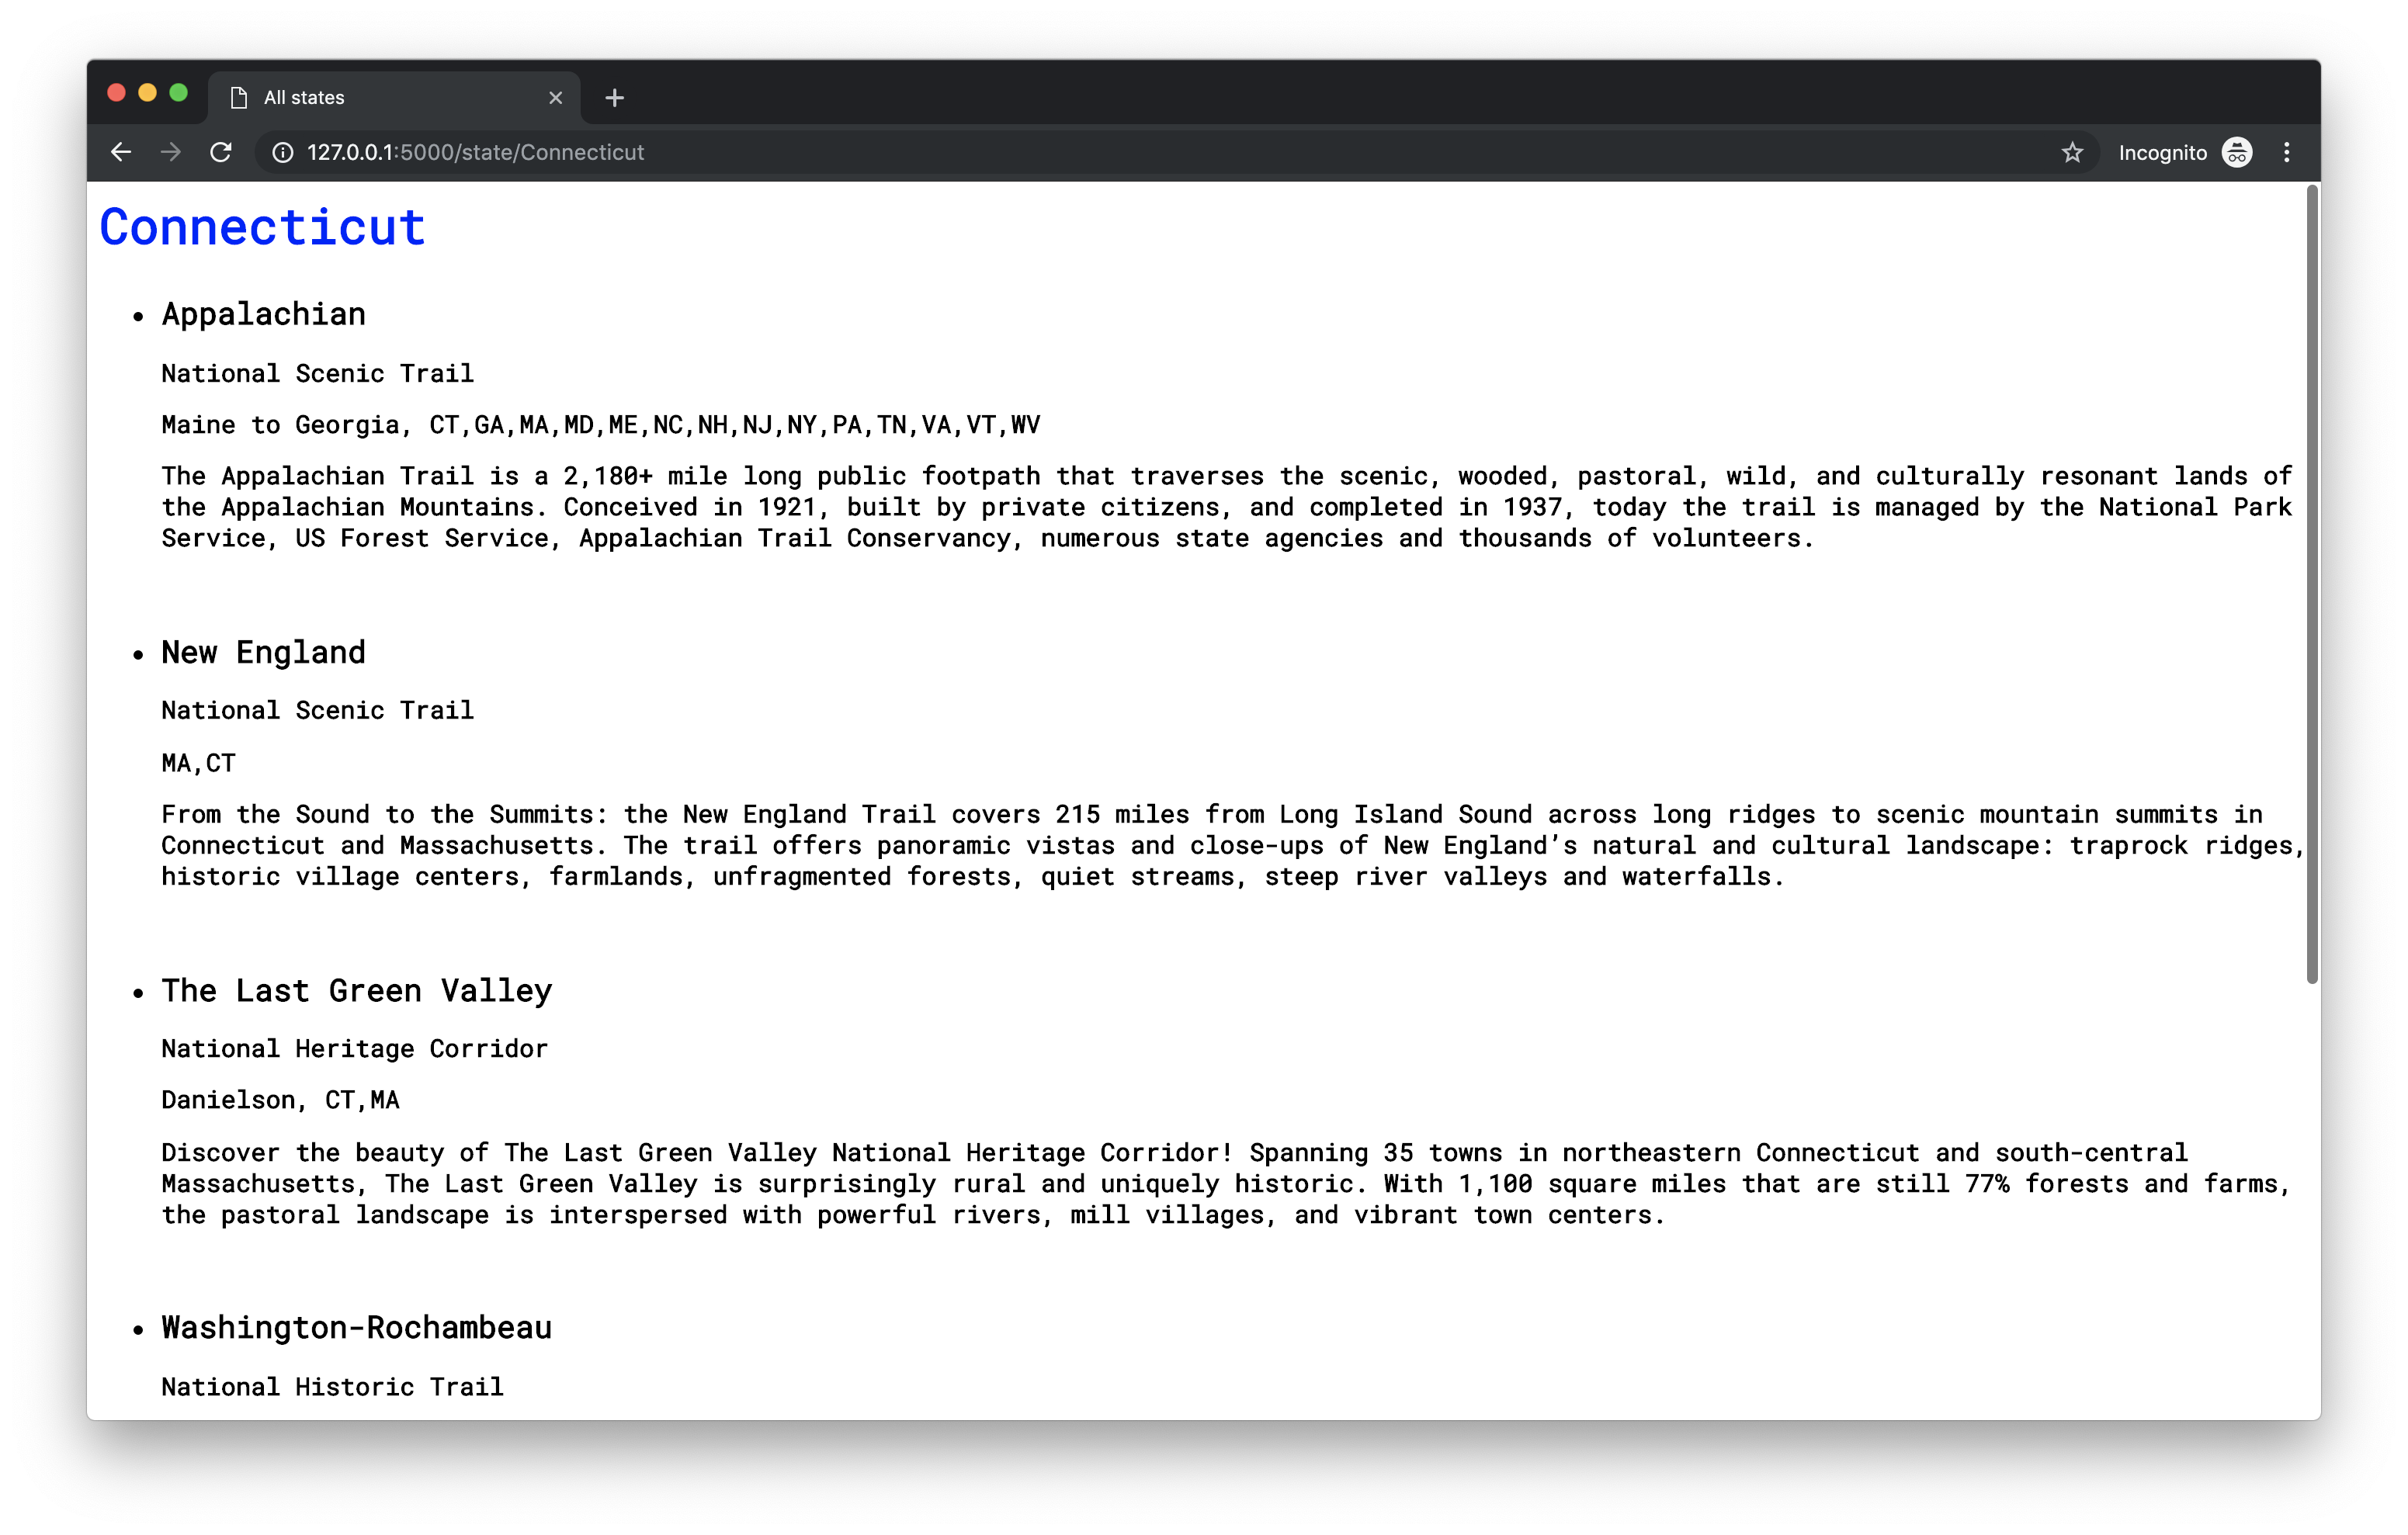 All states
127.0.0.1:5000/state/Connecticut
Incognito
Connecticut
• Appalachian
National Scenic Trail
Maine to Georgia, CT,GA,MA,MD,ME,NC,NH,NJ,NY,PA,TN,VA,VT,WV
The Appalachian Trail is a 2,180+ mile long public footpath that traverses the scenic, wooded, pastoral, wild, and culturally resonant lands of
the Appalachian Mountains. Conceived in 1921, built by private citizens, and completed in 1937, today the trail is managed by the National Park
Service, US Forest Service, Appalachian Trail Conservancy, numerous state agencies and thousands of volunteers.
• New England
National Scenic Trail
MA,CT
From the Sound to the Summits: the New England Trail covers 215 miles from Long Island Sound across long ridges to scenic mountain summits in
Connecticut and Massachusetts. The trail offers panoramic vistas and close-ups of New England’s natural and cultural landscape: traprock ridges,
historic village centers, farmlands, unfragmented forests, quiet streams, steep river valleys and waterfalls.
• The Last Green Valley
National Heritage Corridor
Danielson, CT,MA
Discover the beauty of The Last Green Valley National Heritage Corridor! Spanning 35 towns in northeastern Connecticut and south-central
Massachusetts, The Last Green Valley is surprisingly rural and uniquely historic. With 1,100 square miles that are still 77% forests and farms,
the pastoral landscape is interspersed with powerful rivers, mill villages, and vibrant town centers.
• Washington-Rochambeau
National Historic Trail